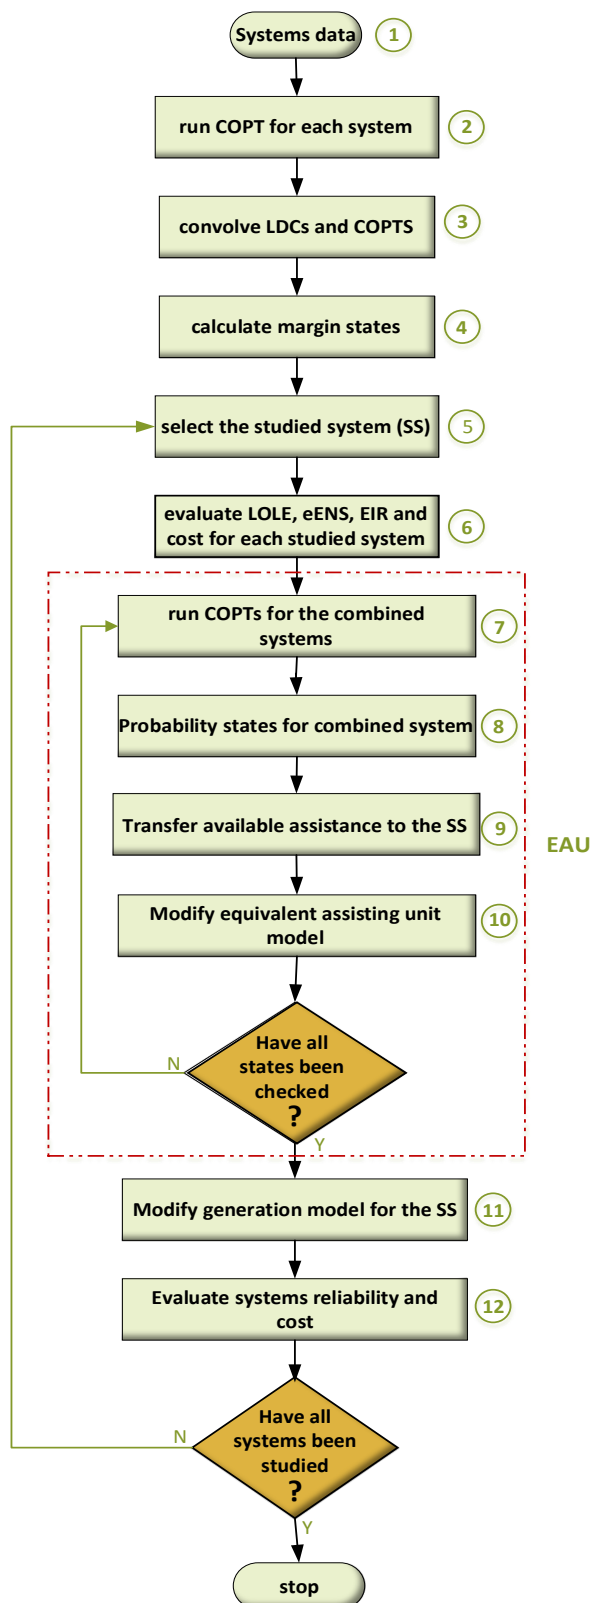 Systems data
1
run COPT for each system
2
convolve LDCs and COPTS
3
calculate margin states
4
select the studied system (SS)
5
evaluate LOLE, eENS, EIR and
cost for each studied system
6
run COPTs for the combined
systems
7
Probability states for combined system
8
Transfer available assistance to the SS
9
EAU
Modify equivalent assisting unit
model
10
Have all
states been
checked
?
N
Y
Modify generation model for the SS
11
Evaluate systems reliability and
cost
12
Have all
systems been
studied
?
N
Y
stop